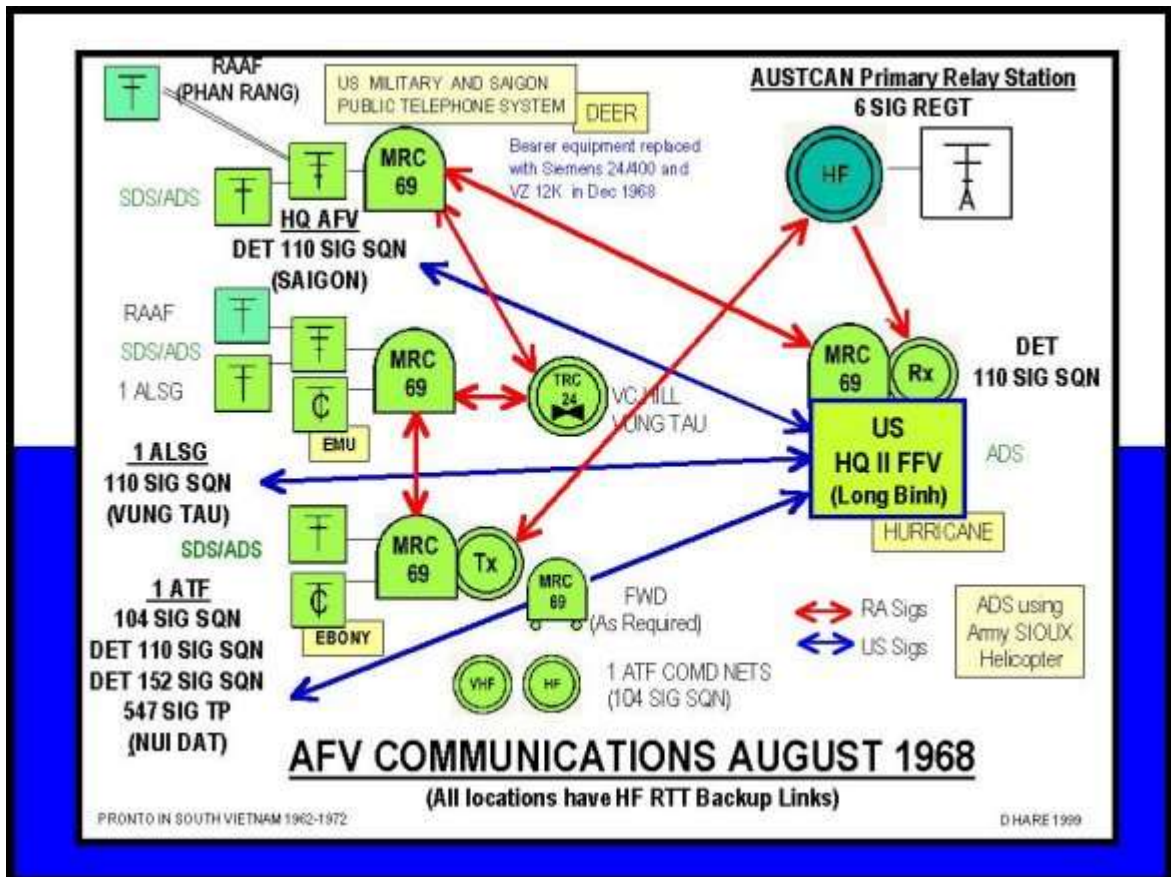 RAAF
(PHAN RANG)
US MILITARY AND SAIGON
PUBLIC TELEPHONE SYSTEM
DEER
Bearer equipment replaced
with Siemens 24/400 and
VZ 12K in Dec 1968
AUSTCAN Primary Relay Station
6 SIG REGT
MRC
69
HF
A
SDS/ADS
HQ AFV
DET 110 SIG SQN
(SAIGON)
RAAF
SDS/ADS
1 ALSG
MRC
69
EMU
TRC
24
VC HILL
VUNG TAU
MRC
69
Rx
DET
110 SIG SQN
US
HQ II FFV
(Long Binh)
ADS
HURRICANE
1 ALSG
110 SIG SQN
(VUNG TAU)
SDS/ADS
MRC
69
Tx
EBONY
1 ATF
104 SIG SQN
DET 110 SIG SQN
DET 152 SIG SQN
547 SIG TP
(NUI DAT)
MRC
69
FWD
(As Required)
RA Sigs
US Sigs
ADS using
Army SIOUX
Helicopter
VHF
HF
1 ATF COMD NETS
(104 SIG SQN)
AFV COMMUNICATIONS AUGUST 1968
(All locations have HF RTT Backup Links)
PRONTO IN SOUTH VIETNAM 1962-1972
D HARE 1999